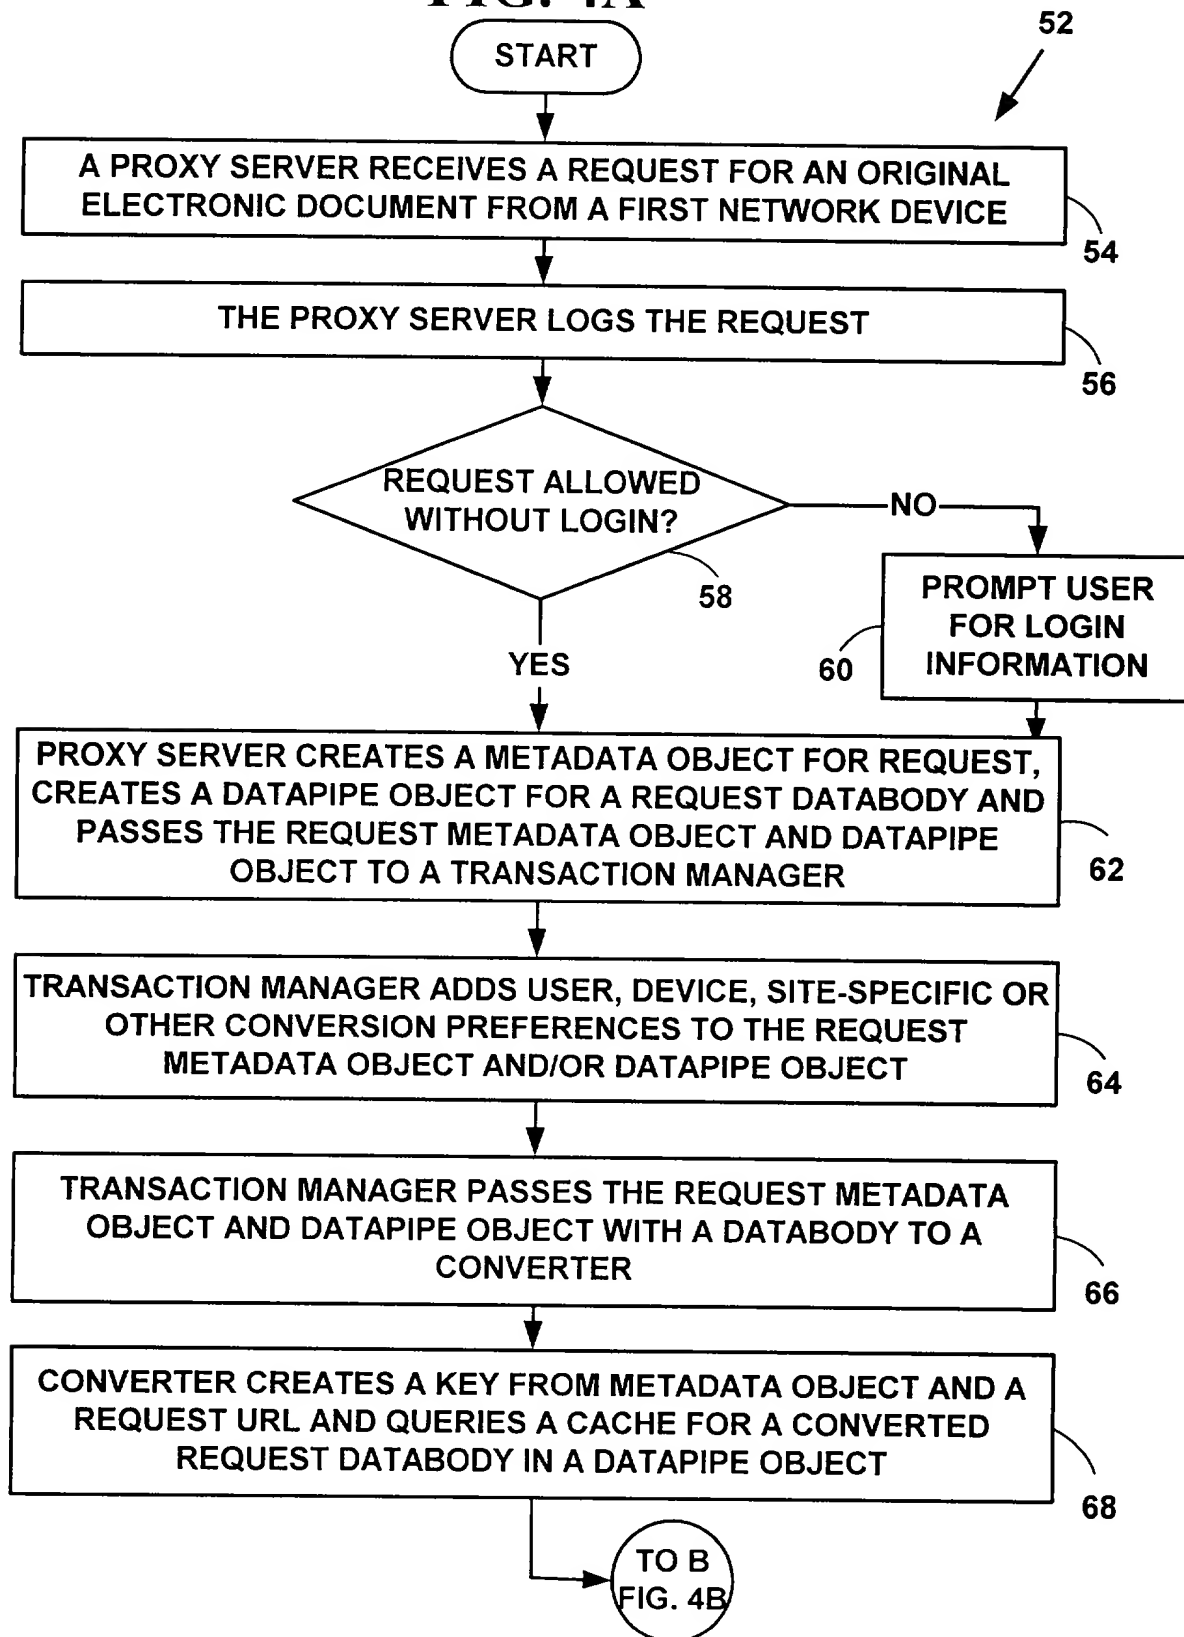 FIG. 4A
52
START
A PROXY SERVER RECEIVES A REQUEST FOR AN ORIGINAL
ELECTRONIC DOCUMENT FROM A FIRST NETWORK DEVICE
54
THE PROXY SERVER LOGS THE REQUEST
56
REQUEST ALLOWED
WITHOUT LOGIN?
58
NO
YES
PROMPT USER
FOR LOGIN
INFORMATION
60
PROXY SERVER CREATES A METADATA OBJECT FOR REQUEST,
CREATES A DATAPIPE OBJECT FOR A REQUEST DATABODY AND
PASSES THE REQUEST METADATA OBJECT AND DATAPIPE
OBJECT TO A TRANSACTION MANAGER
62
TRANSACTION MANAGER ADDS USER, DEVICE, SITE-SPECIFIC OR
OTHER CONVERSION PREFERENCES TO THE REQUEST
METADATA OBJECT AND/OR DATAPIPE OBJECT
64
TRANSACTION MANAGER PASSES THE REQUEST METADATA
OBJECT AND DATAPIPE OBJECT WITH A DATABODY TO A
CONVERTER
66
CONVERTER CREATES A KEY FROM METADATA OBJECT AND A
REQUEST URL AND QUERIES A CACHE FOR A CONVERTED
REQUEST DATABODY IN A DATAPIPE OBJECT
68
TO B
FIG. 4B